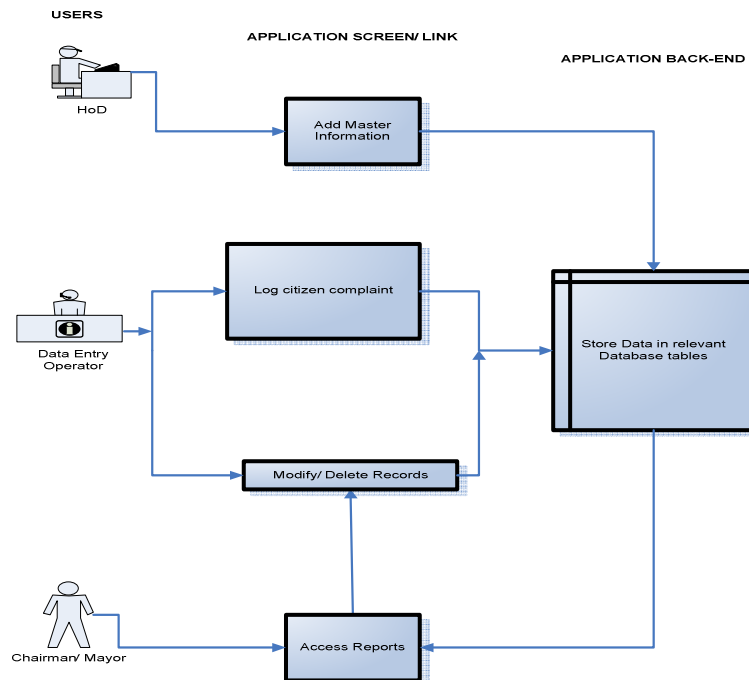 USERS
APPLICATION SCREEN/ LINK
APPLICATION BACK-END
HoD
Add Master
Information
Log citizen complaint
Data Entry
Operator
Store Data in relevant
Database tables
Modify/ Delete Records
Chairman/ Mayor
Access Reports